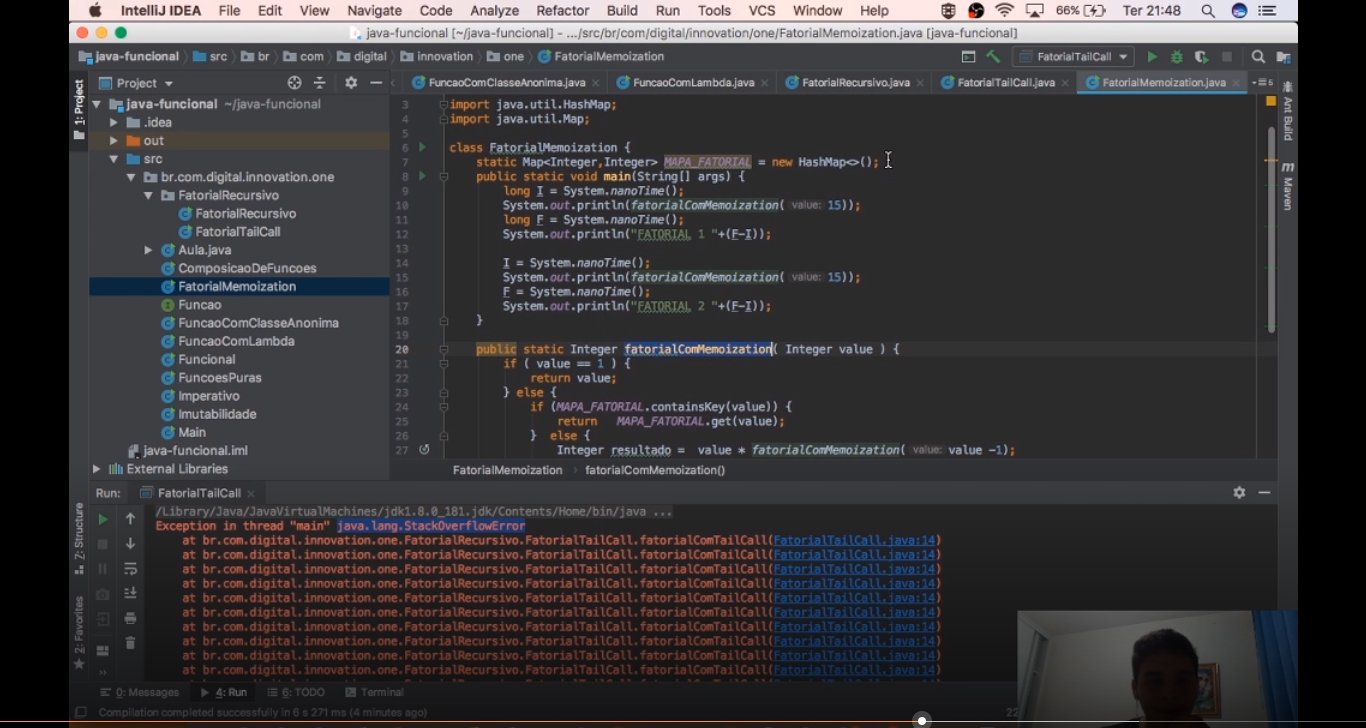 IntelliJ IDEA File Edit View Navigate Code Analyze Refactor Build Run Tools VCS Window Help 66% Ter 21:48
java-funcional [~/java-funcional] - .../src/br/com/digital/innovation/one/FatorialMemoization.java [java-funcional]
java-funcional src br com digital innovation one FatorialMemoization FatorialTailCall
Project FuncaoComClasseAnonima.java FuncaoComLambda.java FatorialRecursivo.java FatorialTailCall.java FatorialMemoization.java
1: Project
java-funcional ~/java-funcional
.idea
out
src
br.com.digital.innovation.one
FatorialRecursivo
FatorialRecursivo
FatorialTailCall
Aula.java
ComposicaoDeFuncoes
FatorialMemoization
Funcao
FuncaoComClasseAnonima
FuncaoComLambda
Funcional
FuncoesPuras
Imperativo
Imutabilidade
Main
java-funcional.iml
External Libraries
3 import java.util.HashMap;
4 import java.util.Map;
5
6 class FatorialMemoization {
7 static Map<Integer,Integer> MAPA_FATORIAL = new HashMap<>();
8 public static void main(String[] args) {
9 long I = System.nanoTime();
10 System.out.println(fatorialComMemoization( value: 15));
11 long F = System.nanoTime();
12 System.out.println("FATORIAL 1 "+(F-I));
13
14 I = System.nanoTime();
15 System.out.println(fatorialComMemoization( value: 15));
16 F = System.nanoTime();
17 System.out.println("FATORIAL 2 "+(F-I));
18 }
19
20 public static Integer fatorialComMemoization( Integer value ) {
21 if ( value == 1 ) {
22 return value;
23 } else {
24 if (MAPA_FATORIAL.containsKey(value)) {
25 return MAPA_FATORIAL.get(value);
26 } else {
27 Integer resultado = value * fatorialComMemoization( value: value -1);
FatorialMemoization › fatorialComMemoization()
Ant Build
Maven
Run: FatorialTailCall
/Library/Java/JavaVirtualMachines/jdk1.8.0_181.jdk/Contents/Home/bin/java ...
Exception in thread "main" java.lang.StackOverflowError
at br.com.digital.innovation.one.FatorialRecursivo.FatorialTailCall.fatorialComTailCall(FatorialTailCall.java:14)
at br.com.digital.innovation.one.FatorialRecursivo.FatorialTailCall.fatorialComTailCall(FatorialTailCall.java:14)
at br.com.digital.innovation.one.FatorialRecursivo.FatorialTailCall.fatorialComTailCall(FatorialTailCall.java:14)
at br.com.digital.innovation.one.FatorialRecursivo.FatorialTailCall.fatorialComTailCall(FatorialTailCall.java:14)
at br.com.digital.innovation.one.FatorialRecursivo.FatorialTailCall.fatorialComTailCall(FatorialTailCall.java:14)
at br.com.digital.innovation.one.FatorialRecursivo.FatorialTailCall.fatorialComTailCall(FatorialTailCall.java:14)
at br.com.digital.innovation.one.FatorialRecursivo.FatorialTailCall.fatorialComTailCall(FatorialTailCall.java:14)
at br.com.digital.innovation.one.FatorialRecursivo.FatorialTailCall.fatorialComTailCall(FatorialTailCall.java:14)
at br.com.digital.innovation.one.FatorialRecursivo.FatorialTailCall.fatorialComTailCall(FatorialTailCall.java:14)
at br.com.digital.innovation.one.FatorialRecursivo.FatorialTailCall.fatorialComTailCall(FatorialTailCall.java:14)
7: Structure
2: Favorites
0: Messages 4: Run 6: TODO Terminal
Compilation completed successfully in 6 s 271 ms (4 minutes ago)